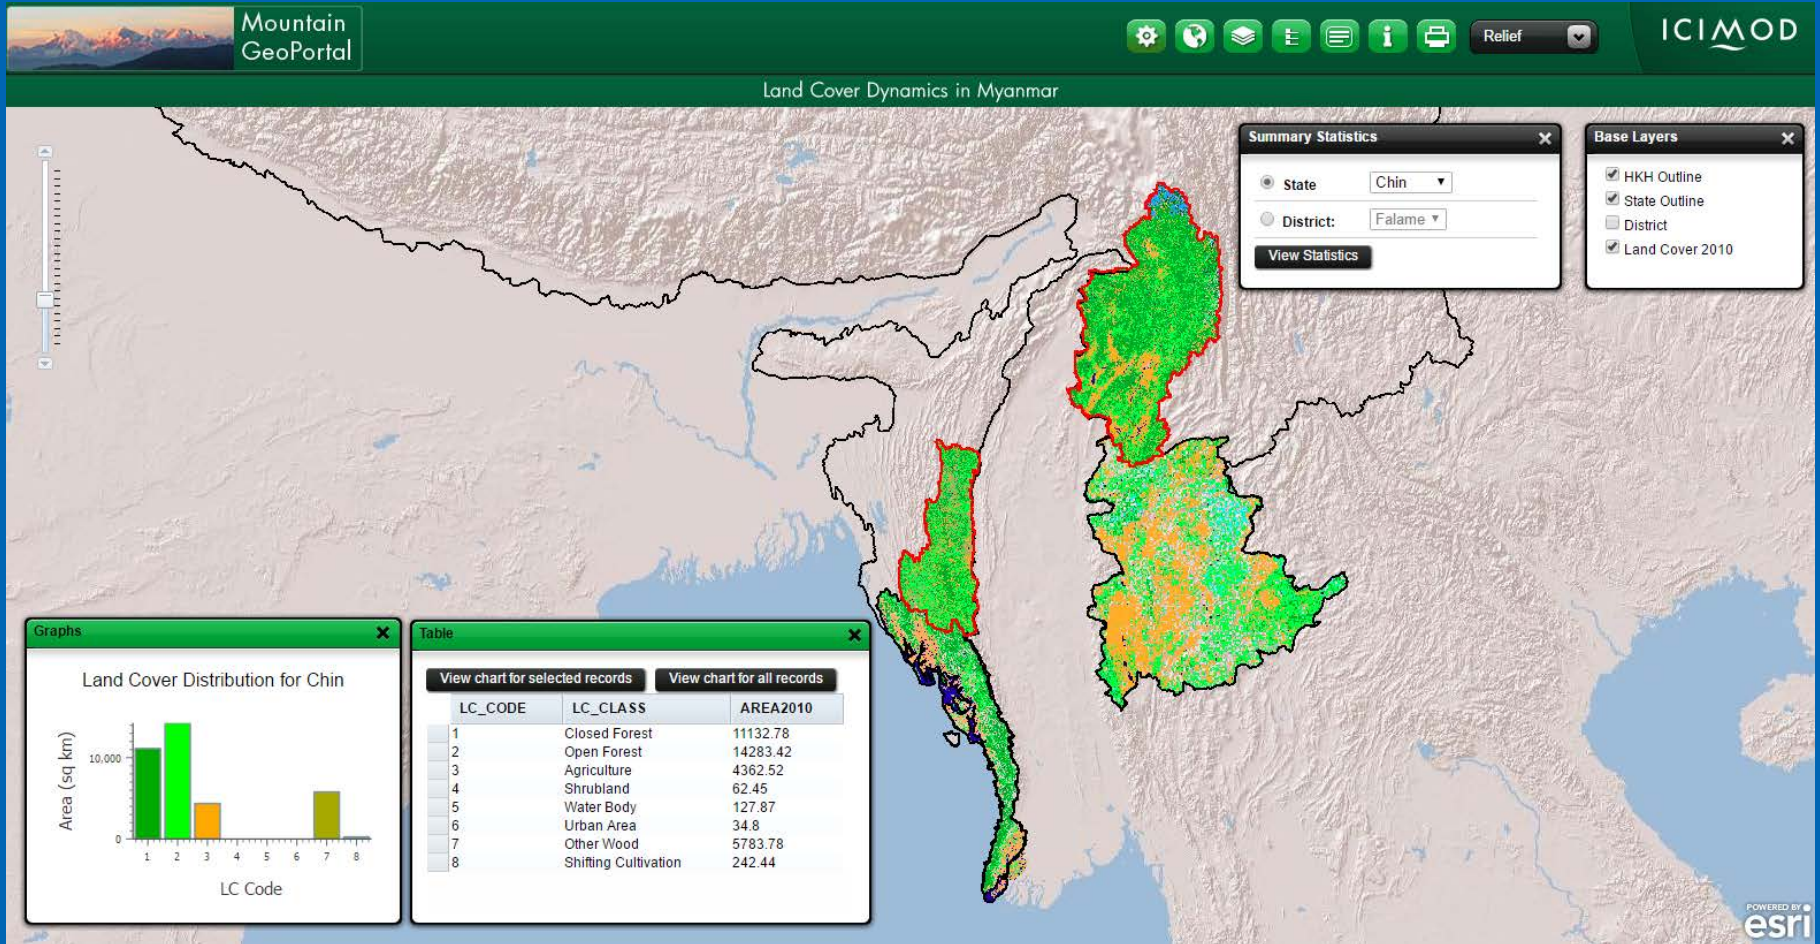 Mountain
GeoPortal
Relief
ICIMOD
Land Cover Dynamics in Myanmar
Summary Statistics
State
Chin
District:
Falame
View Statistics
Base Layers
HKH Outline
State Outline
District
Land Cover 2010
Graphs
Land Cover Distribution for Chin
Area (sq km)
10,000
0
1 2 3 4 5 6 7 8
LC Code
Table
View chart for selected records View chart for all records
LC_CODE LC_CLASS AREA2010
1 Closed Forest 11132.78
2 Open Forest 14283.42
3 Agriculture 4362.52
4 Shrubland 62.45
5 Water Body 127.87
6 Urban Area 34.8
7 Other Wood 5783.78
8 Shifting Cultivation 242.44
POWERED BY
esri